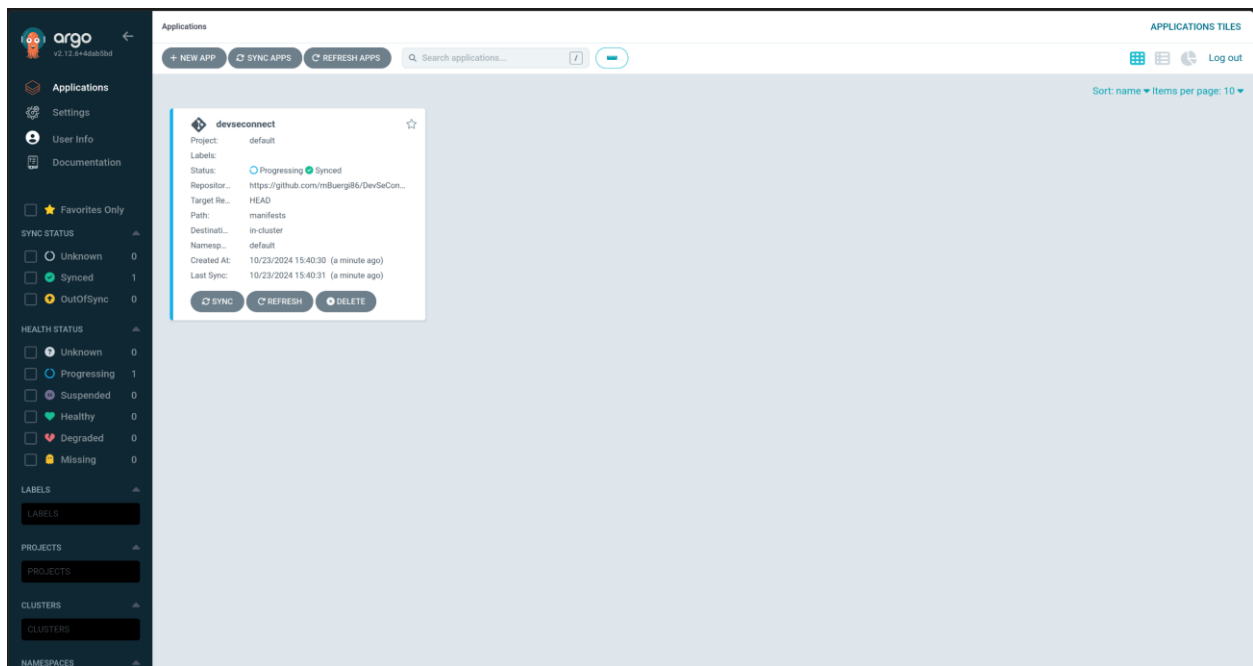 argo
v2.12.6+4dab5bd
Applications
Settings
User Info
Documentation
Favorites Only
SYNC STATUS
Unknown 0
Synced 1
OutOfSync 0
HEALTH STATUS
Unknown 0
Progressing 1
Suspended 0
Healthy 0
Degraded 0
Missing 0
LABELS
LABELS
PROJECTS
PROJECTS
CLUSTERS
CLUSTERS
NAMESPACES
Applications
APPLICATIONS TILES
+ NEW APP SYNC APPS REFRESH APPS Search applications... / Log out
Sort: name Items per page: 10
devseconnect
Project: default
Labels:
Status: Progressing Synced
Repositor... https://github.com/mBuergi86/DevSeCon...
Target Re... HEAD
Path: manifests
Destinati... in-cluster
Namesp... default
Created At: 10/23/2024 15:40:30 (a minute ago)
Last Sync: 10/23/2024 15:40:31 (a minute ago)
SYNC REFRESH DELETE